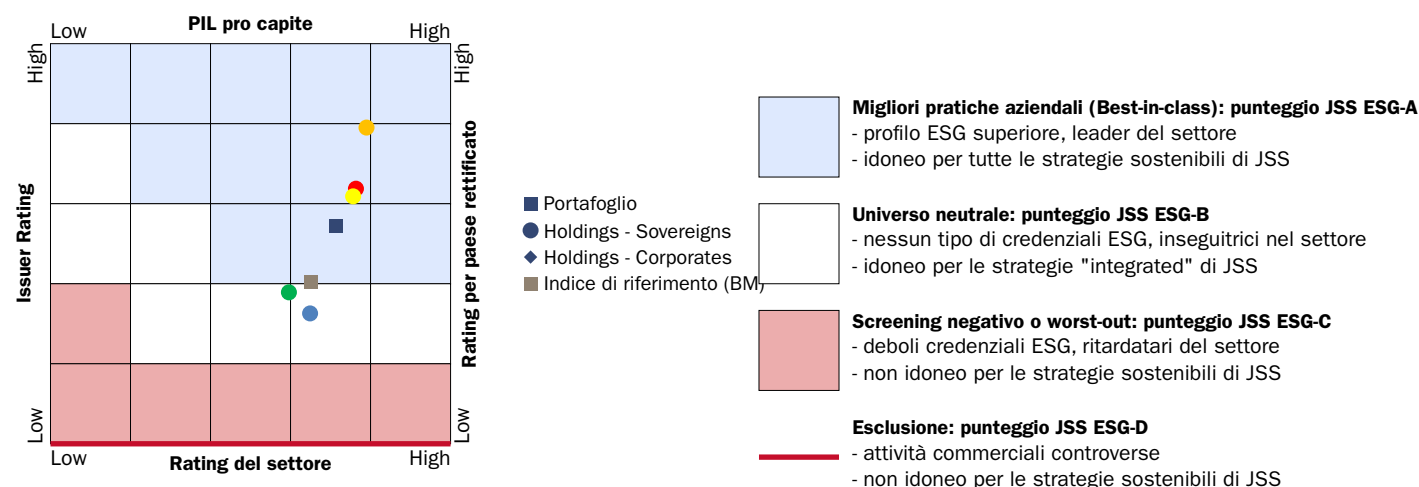 PIL pro capite
Low
High
High
High
Issuer Rating
Rating per paese rettificato
Low
Low
Low
High
Rating del settore
Portafoglio
Holdings - Sovereigns
Holdings - Corporates
Indice di riferimento (BM)
Migliori pratiche aziendali (Best-in-class): punteggio JSS ESG-A
- profilo ESG superiore, leader del settore
- idoneo per tutte le strategie sostenibili di JSS
Universo neutrale: punteggio JSS ESG-B
- nessun tipo di credenziali ESG, inseguitrici nel settore
- idoneo per le strategie "integrated" di JSS
Screening negativo o worst-out: punteggio JSS ESG-C
- deboli credenziali ESG, ritardatari del settore
- non idoneo per le strategie sostenibili di JSS
Esclusione: punteggio JSS ESG-D
- attività commerciali controverse
- non idoneo per le strategie sostenibili di JSS